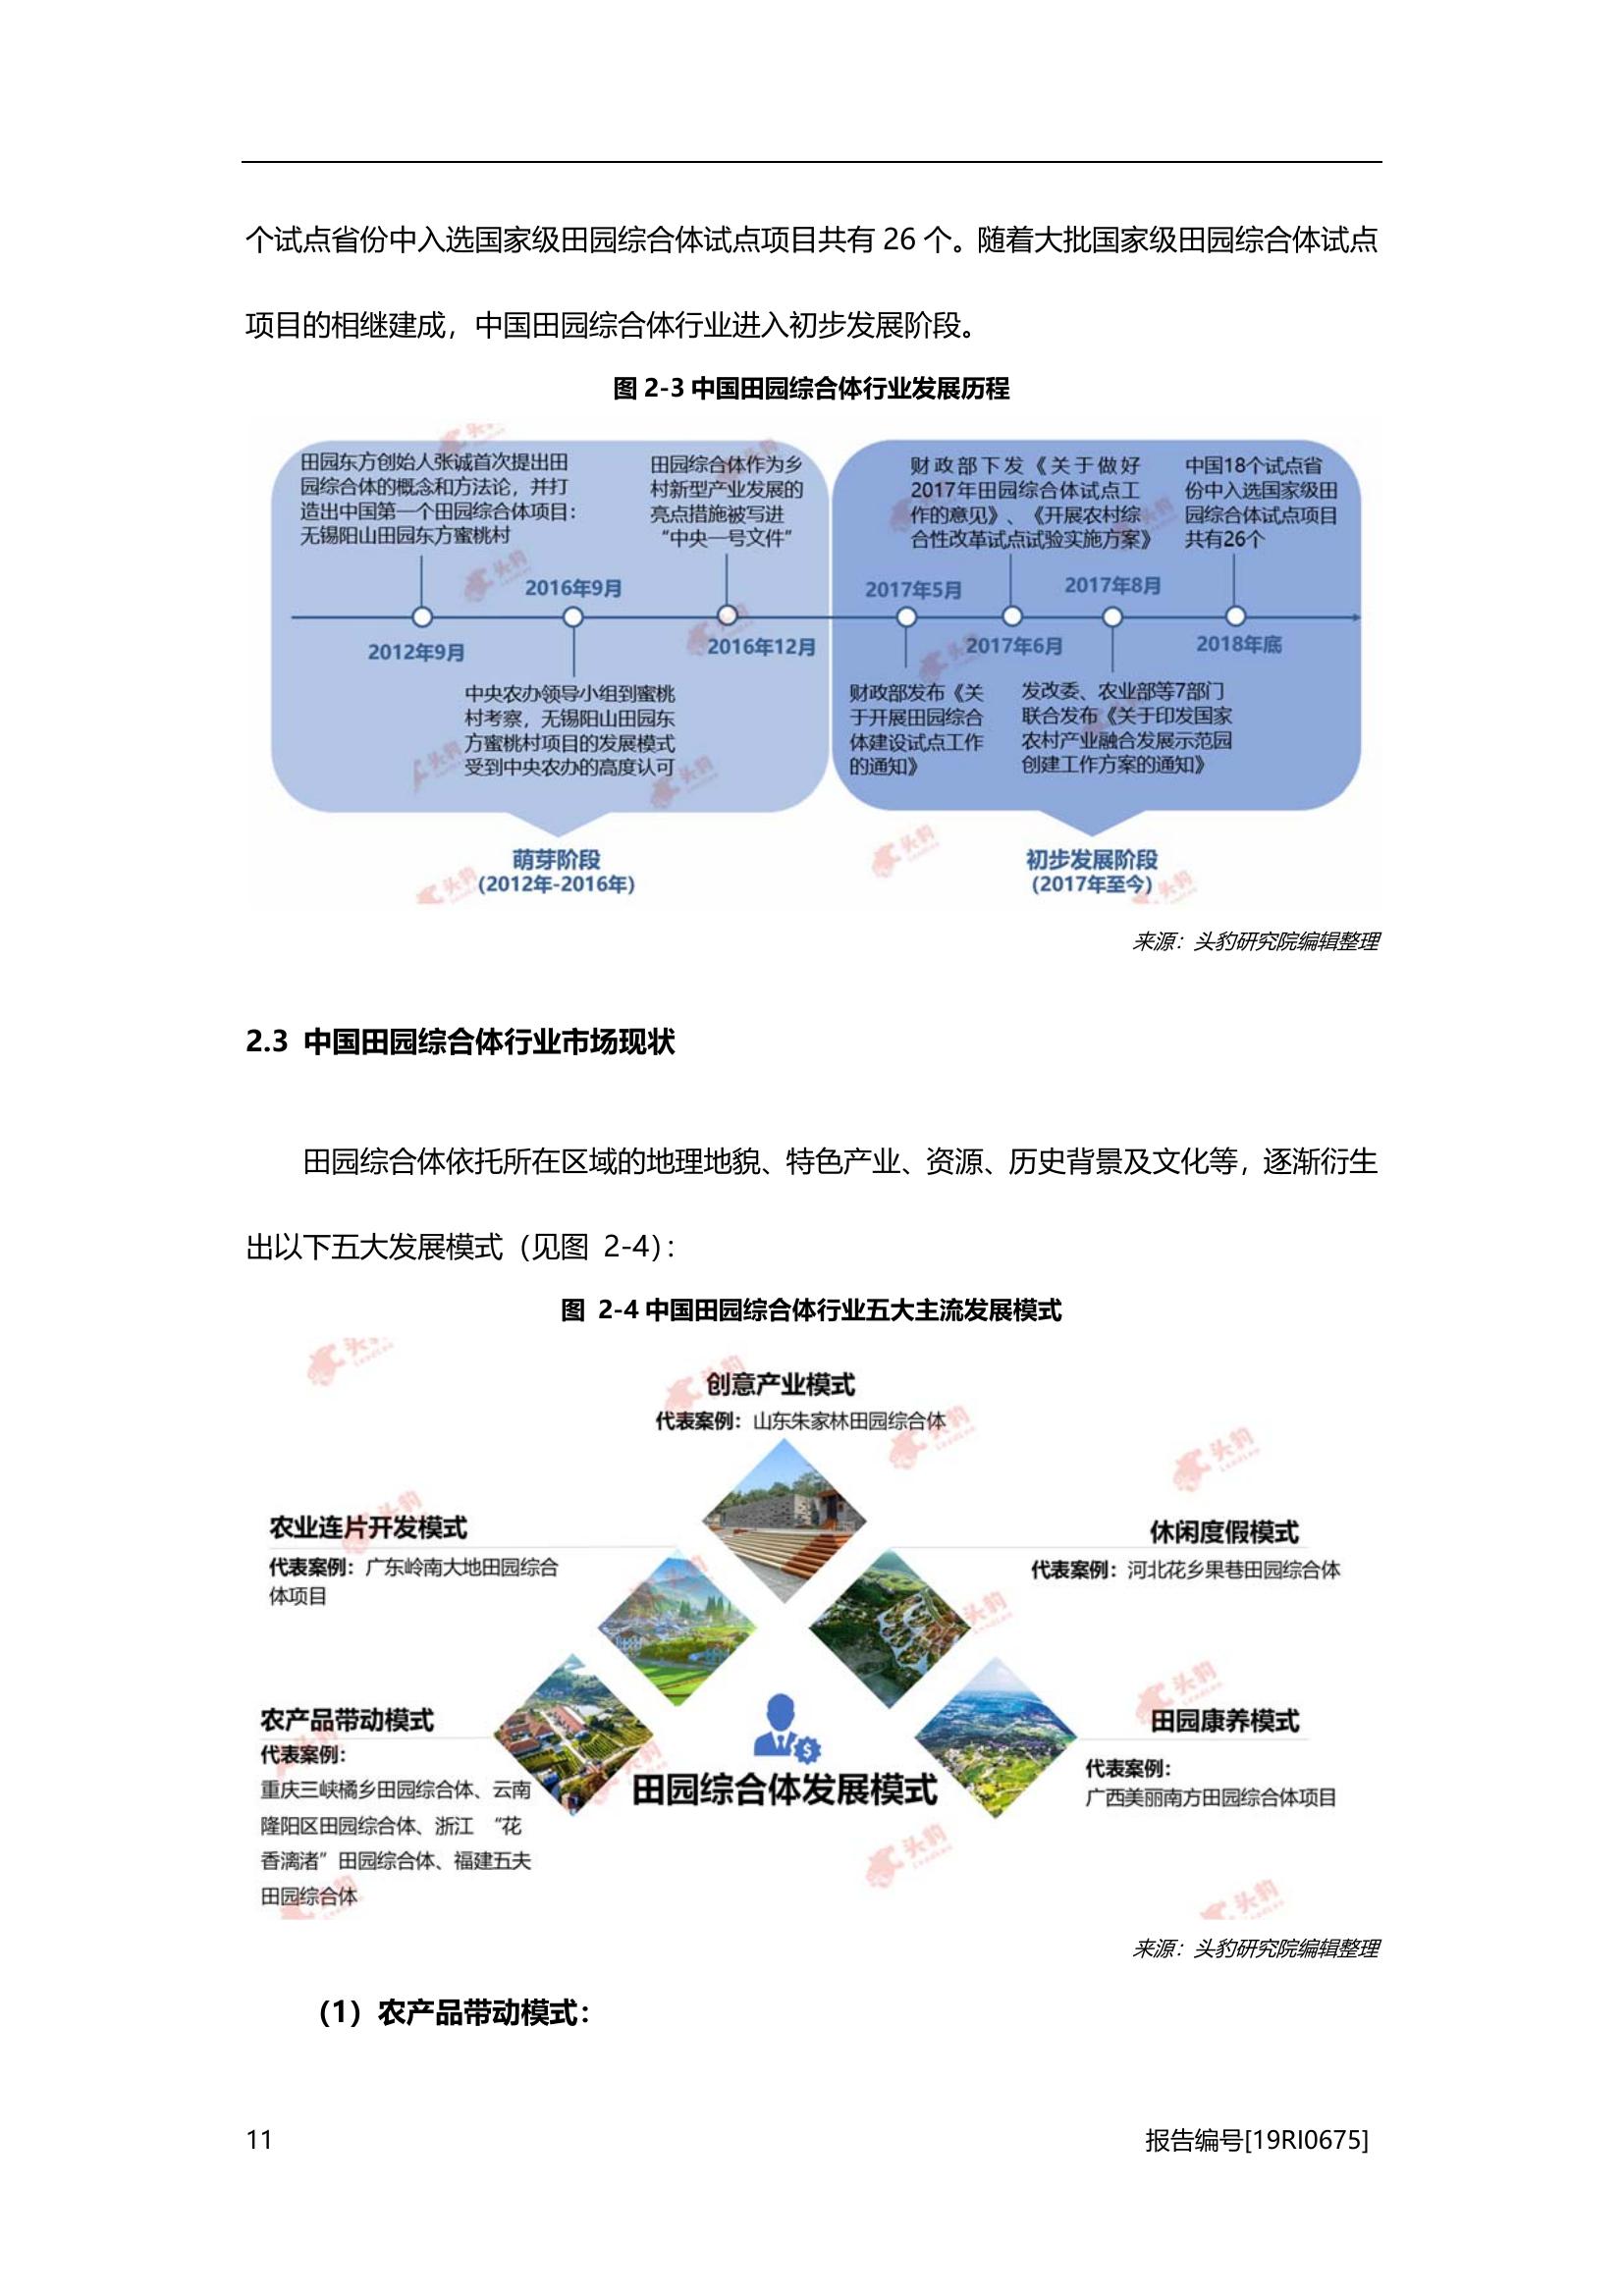 个试点省份中入选国家级田园综合体试点项目共有 26 个。随着大批国家级田园综合体试点
项目的相继建成，中国田园综合体行业进入初步发展阶段。
图 2-3 中国田园综合体行业发展历程
田园东方创始人张诚首次提出田
园综合体的概念和方法论，并打
造出中国第一个田园综合体项目：
无锡阳山田园东方蜜桃村
2012年9月
2016年9月
中央农办领导小组到蜜桃
村考察，无锡阳山田园东
方蜜桃村项目的发展模式
受到中央农办的高度认可
田园综合体作为乡
村新型产业发展的
亮点措施被写进
“中央一号文件”
2016年12月
2017年5月
财政部发布《关
于开展田园综合
体建设试点工作
的通知》
财政部下发《关于做好
2017年田园综合体试点工
作的意见》、《开展农村综
合性改革试点试验实施方案》
2017年6月
2017年8月
发改委、农业部等7部门
联合发布《关于印发国家
农村产业融合发展示范园
创建工作方案的通知》
中国18个试点省
份中入选国家级田
园综合体试点项目
共有26个
2018年底
萌芽阶段
(2012年-2016年)
初步发展阶段
(2017年至今)
来源：头豹研究院编辑整理
2.3 中国田园综合体行业市场现状
田园综合体依托所在区域的地理地貌、特色产业、资源、历史背景及文化等，逐渐衍生
出以下五大发展模式（见图 2-4）：
图 2-4 中国田园综合体行业五大主流发展模式
创意产业模式
代表案例：山东朱家林田园综合体
农业连片开发模式
代表案例：广东岭南大地田园综合
体项目
休闲度假模式
代表案例：河北花乡果巷田园综合体
农产品带动模式
代表案例：
重庆三峡橘乡田园综合体、云南
隆阳区田园综合体、浙江 “花
香漓渚”田园综合体、福建五夫
田园综合体
田园康养模式
代表案例：
广西美丽南方田园综合体项目
田园综合体发展模式
来源：头豹研究院编辑整理
（1）农产品带动模式：
11
报告编号[19RI0675]